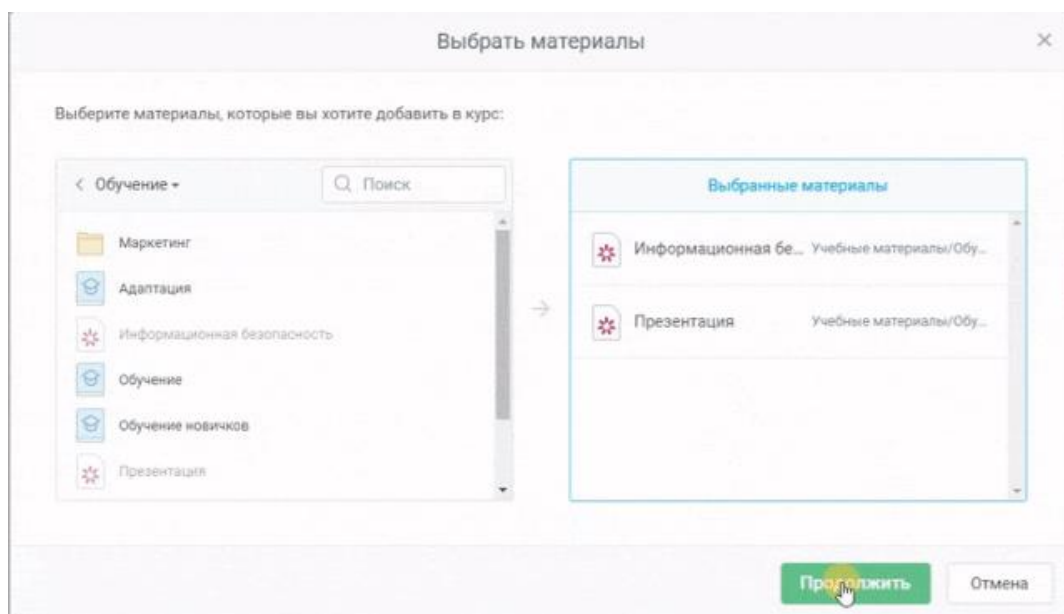 Выбрать материалы
Выберите материалы, которые вы хотите добавить в курс:
Обучение
Поиск
Маркетинг
Адаптация
Информационная безопасность
Обучение
Обучение новичков
Презентация
Выбранные материалы
Информационная бе... Учебные материалы/Обу...
Презентация Учебные материалы/Обу...
Продолжить
Отмена